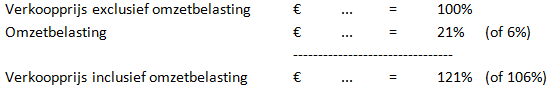 Verkoopprijs exclusief omzetbelasting € ... = 100%
Omzetbelasting € ... = 21% (of 6%)
---------------------------------
Verkoopprijs inclusief omzetbelasting € ... = 121% (of 106%)